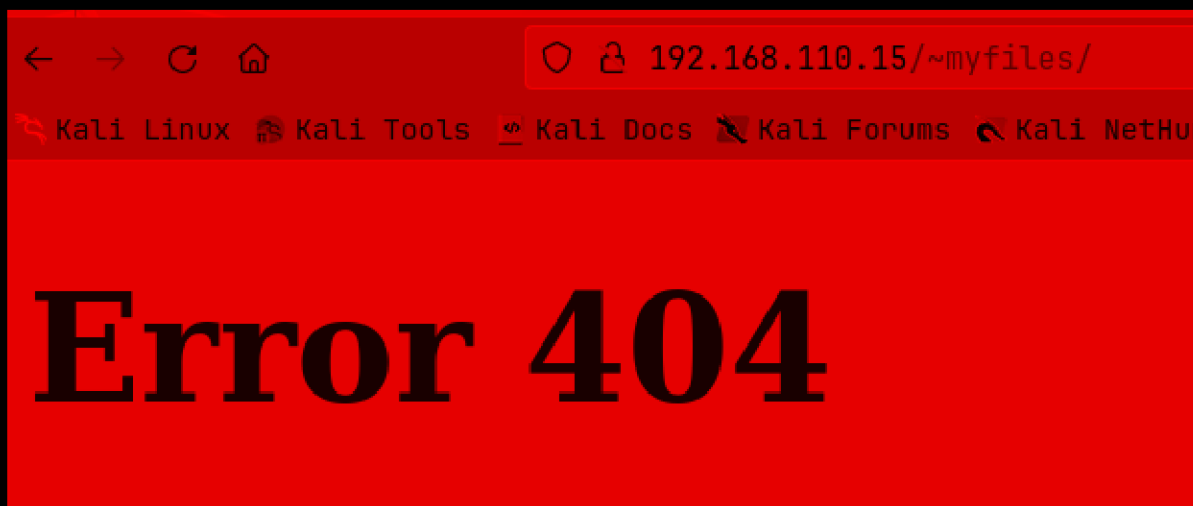 192.168.110.15/~myfiles/
Kali Linux Kali Tools Kali Docs Kali Forums Kali NetHu
Error 404